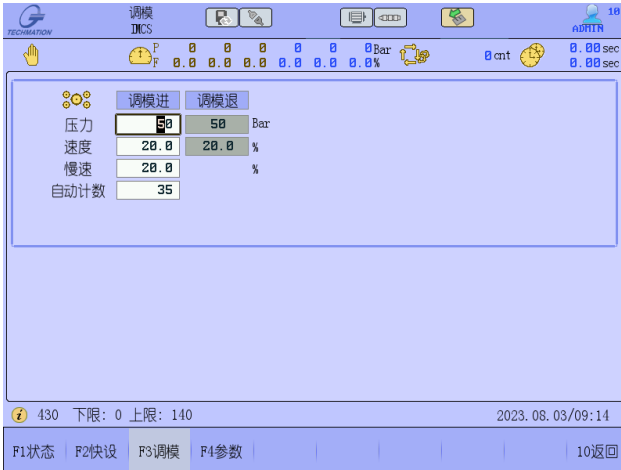 TECHMATION 调模 ADMIN 10
IMCS
P 0 0 0 0 0 0Bar 0cnt 0.00sec
F 0.0 0.0 0.0 0.0 0.0 0.0% 0.00sec
调模进 调模退
压力 50 50 Bar
速度 20.0 20.0 %
慢速 20.0 %
自动计数 35
i 430 下限: 0 上限: 140 2023.08.03/09:14
F1状态 F2快设 F3调模 F4参数 10返回